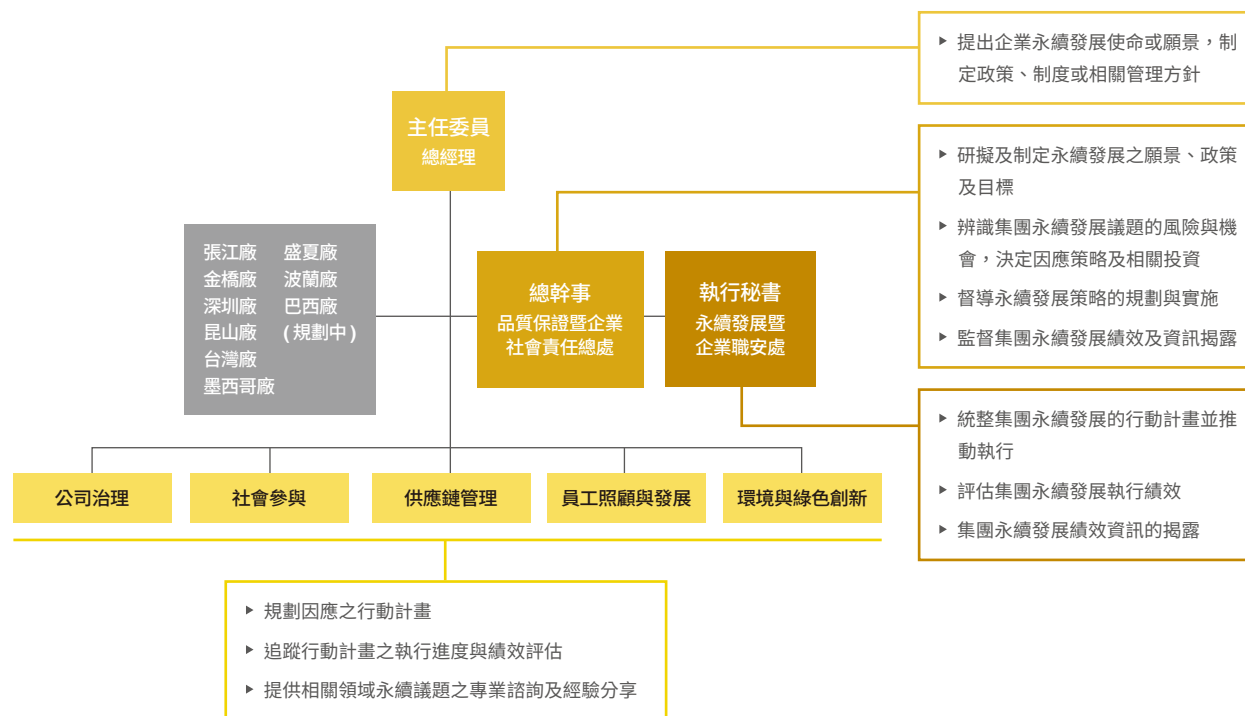 提出企業永續發展使命或願景，制
定政策、制度或相關管理方針
主任委員
總經理
研擬及制定永續發展之願景、政策
及目標
辨識集團永續發展議題的風險與機
會，決定因應策略及相關投資
督導永續發展策略的規劃與實施
監督集團永續發展績效及資訊揭露
張江廠 盛夏廠
金橋廠 波蘭廠
深圳廠 巴西廠
昆山廠 (規劃中)
台灣廠
墨西哥廠
總幹事
品質保證暨企業
社會責任總處
執行秘書
永續發展暨
企業職安處
統整集團永續發展的行動計畫並推
動執行
評估集團永續發展執行績效
集團永續發展績效資訊的揭露
公司治理
社會參與
供應鏈管理
員工照顧與發展
環境與綠色創新
規劃因應之行動計畫
追蹤行動計畫之執行進度與績效評估
提供相關領域永續議題之專業諮詢及經驗分享